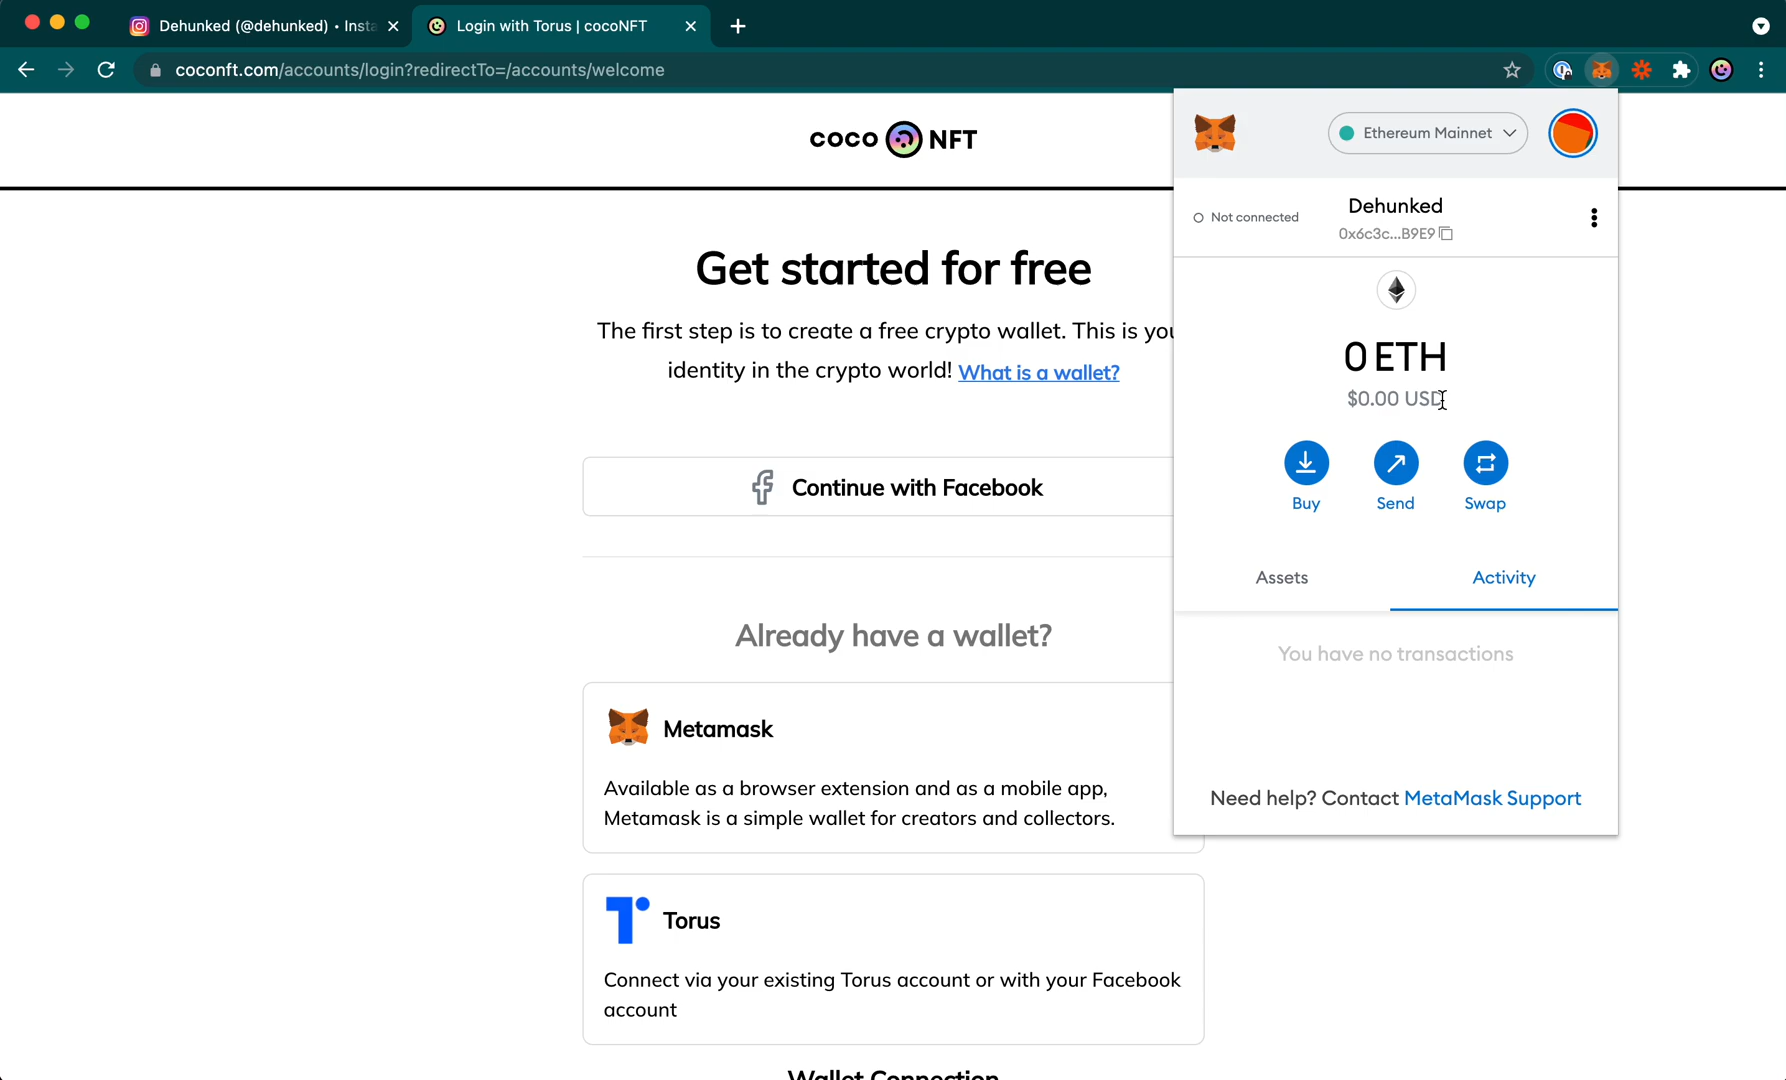 Dehunked (@dehunked) • Insta
Login with Torus | cocoNFT
coconft.com/accounts/login?redirectTo=/accounts/welcome
coco NFT
Get started for free
The first step is to create a free crypto wallet. This is you
identity in the crypto world! What is a wallet?
Continue with Facebook
Already have a wallet?
Metamask
Available as a browser extension and as a mobile app,
Metamask is a simple wallet for creators and collectors.
Torus
Connect via your existing Torus account or with your Facebook
account
Wallet Connection
Ethereum Mainnet
Not connected
Dehunked
0x6c3c...B9E9
0 ETH
$0.00 USD
Buy
Send
Swap
Assets
Activity
You have no transactions
Need help? Contact MetaMask Support